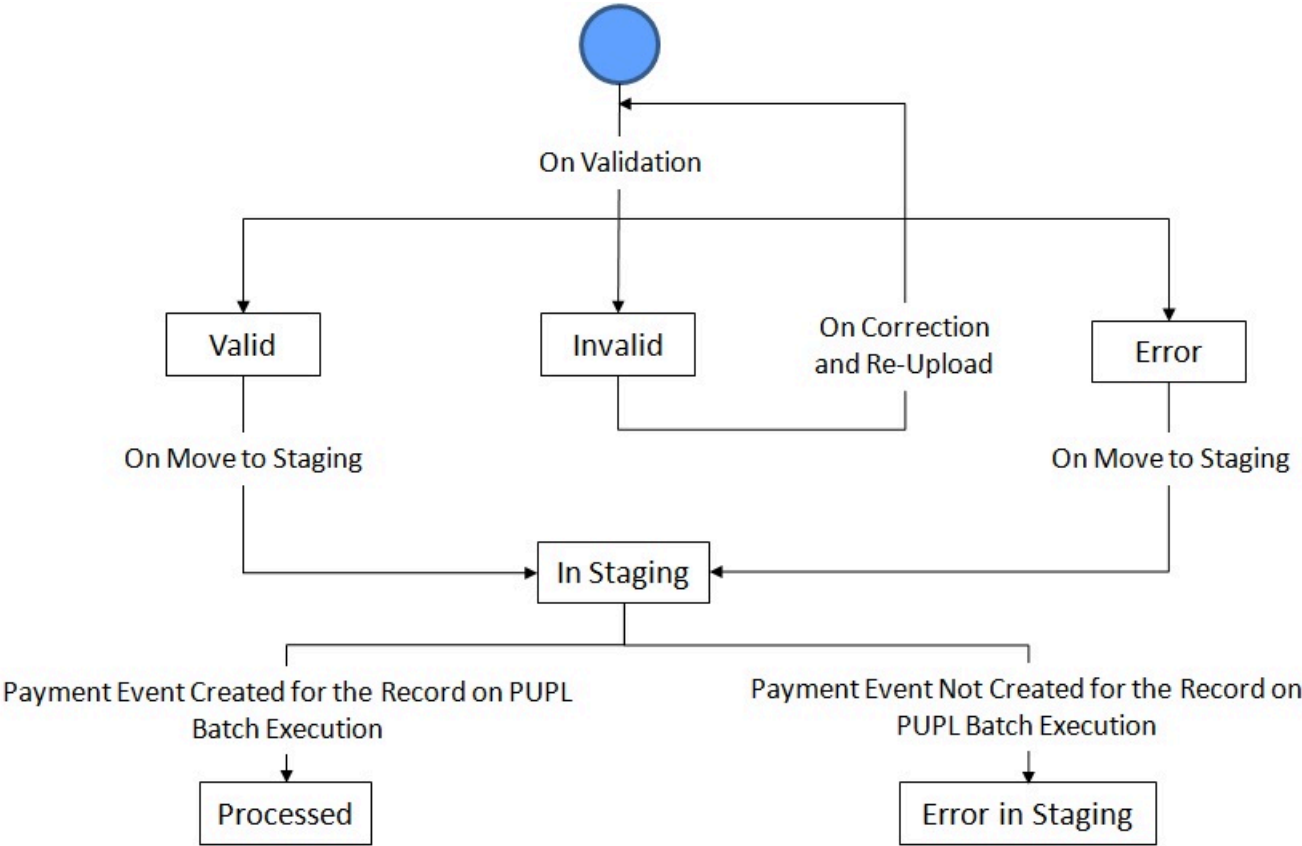 On Validation
Valid
Invalid
On Correction
and Re-Upload
Error
On Move to Staging
On Move to Staging
In Staging
Payment Event Created for the Record on PUPL
Batch Execution
Payment Event Not Created for the Record on
PUPL Batch Execution
Processed
Error in Staging